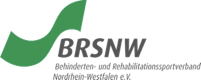 BRSNW
Behinderten- und Rehabilitationssportverband
Nordrhein-Westfalen e.V.